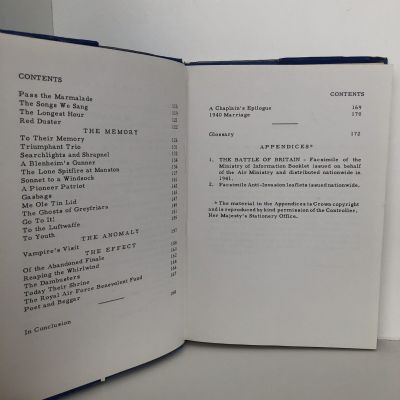 CONTENTS
Pass the Marmalade
The Songs We Sang
The Longest Hour
Red Duster
THE MEMORY
To Their Memory
Triumphant Trio
Searchlights and Shrapnel
A Blenheim's Gunner
The Lone Spitfire at Manston
Sonnet to a Windsock
A Pioneer Patriot
Gasbags
Me Ole Tin Lid
The Ghosts of Greyfriars
Go To It!
To the Luftwaffe
To Youth
THE ANOMALY
Vampire's Visit
THE EFFECT
Of the Abandoned Finale
Reaping the Whirlwind
The Dambusters
Today Their Shrine
The Royal Air Force Benevolent Fund
Poet and Beggar
In Conclusion
CONTENTS
A Chaplain's Epilogue 169
1940 Marriage 170
Glossary 172
APPENDICES*
1. THE BATTLE OF BRITAIN - Facsimile of the
Ministry of Information Booklet issued on behalf
of the Air Ministry and distributed nationwide in
1941.
2. Facsimile Anti-Invasion leaflets issued nationwide.
* The material in the Appendices is Crown copyright
and is reproduced by kind permission of the Controller,
Her Majesty's Stationery Office.